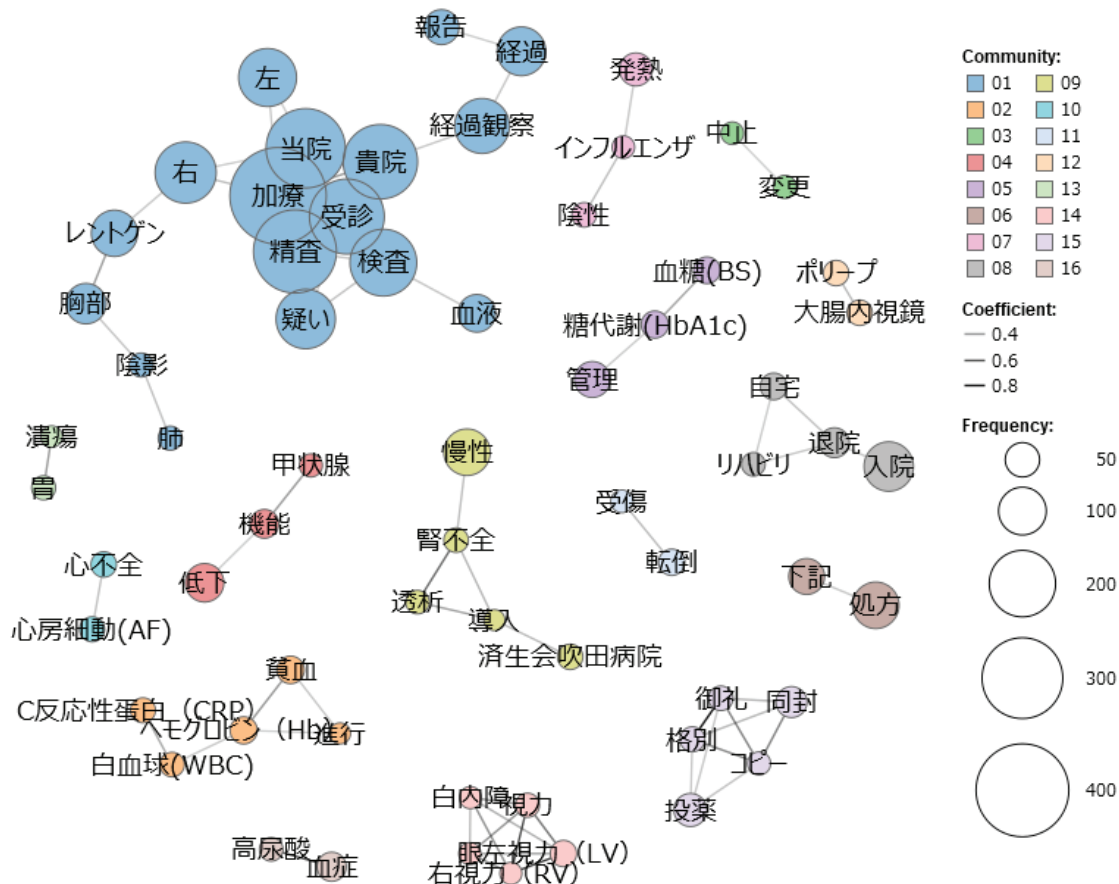 報告
経過
左
経過観察
当院
貴院
右
加療
受診
レントゲン
精査
検査
胸部
疑い
血液
陰影
肺
発熱
インフルエンザ
陰性
中止
変更
血糖(BS)
糖代謝(HbA1c)
管理
ポリープ
大腸内視鏡
自宅
退院
リハビリ
入院
潰瘍
胃
甲状腺
機能
低下
慢性
腎不全
透析
導入
済生会吹田病院
受傷
転倒
心不全
心房細動(AF)
下記
処方
貧血
C反応性蛋白（CRP）
ヘモグロビン（Hb）
進行
白血球(WBC)
御礼
同封
格別
コピー
投薬
白内障
視力
眼
左視力（LV）
右視力（RV）
高尿酸
血症
Community:
01 09
02 10
03 11
04 12
05 13
06 14
07 15
08 16
Coefficient:
0.4
0.6
0.8
Frequency:
50
100
200
300
400